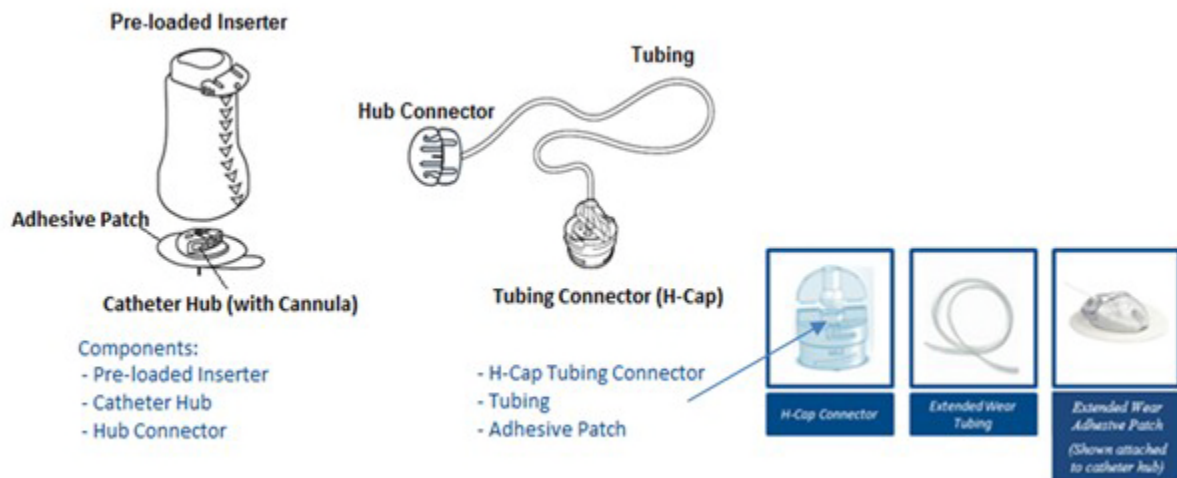 Pre-loaded Inserter
Tubing
Hub Connector
Adhesive Patch
Catheter Hub (with Cannula)
Tubing Connector (H-Cap)
Components:
- Pre-loaded Inserter
- Catheter Hub
- Hub Connector
- H-Cap Tubing Connector
- Tubing
- Adhesive Patch
H-Cap Connector
Extended Wear
Tubing
Extended Wear
Adhesive Patch
(Shown attached
to catheter hub)